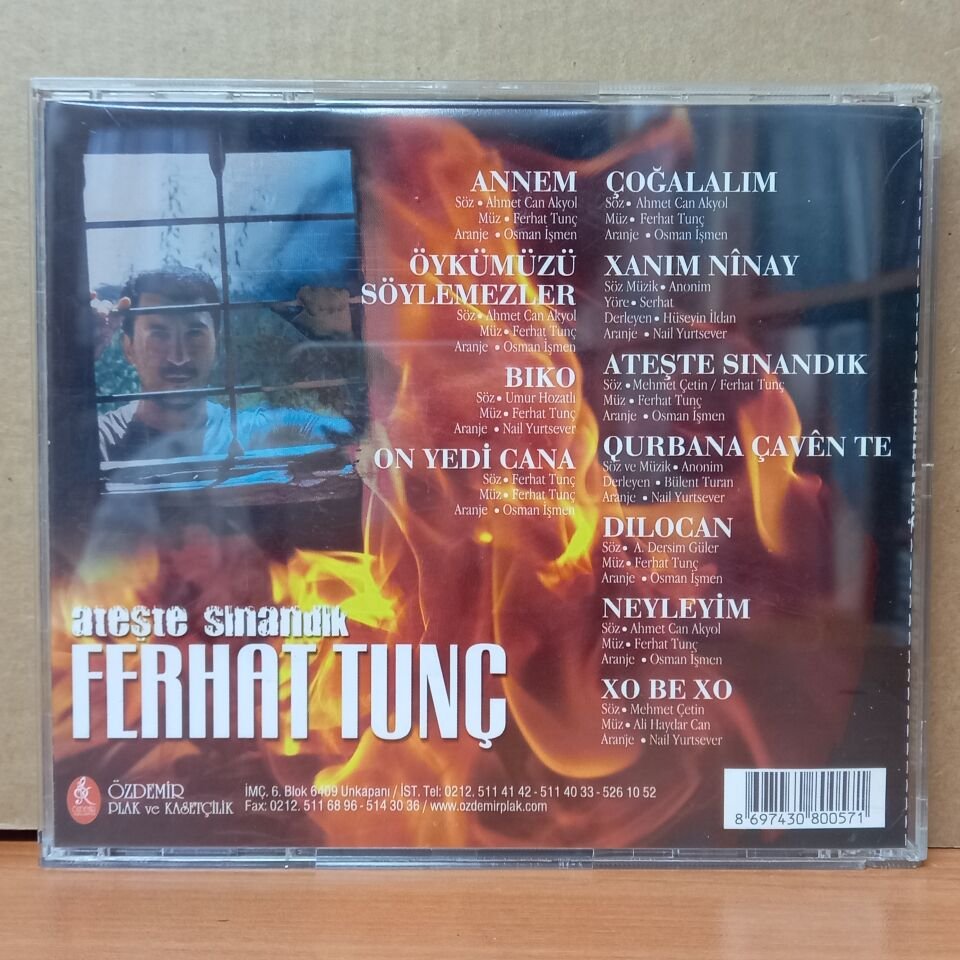 ANNEM
Söz • Ahmet Can Akyol
Müz • Ferhat Tunç
Aranje • Osman İşmen
ÖYKÜMÜZÜ
SÖYLEMEZLER
Söz • Ahmet Can Akyol
Müz • Ferhat Tunç
Aranje • Osman İşmen
BIKO
Söz • Umur Hozatlı
Müz • Ferhat Tunç
Aranje • Nail Yurtsever
ON YEDİ CANA
Söz • Ferhat Tunç
Müz • Ferhat Tunç
Aranje • Osman İşmen
ÇOĞALALIM
Söz • Ahmet Can Akyol
Müz • Ferhat Tunç
Aranje • Osman İşmen
XANIM NÎNAY
Söz Müzik • Anonim
Yöre • Serhat
Derleyen • Hüseyin İldan
Aranje • Nail Yurtsever
ATEŞTE SINANDIK
Söz • Mehmet Çetin / Ferhat Tunç
Müz • Ferhat Tunç
Aranje • Osman İşmen
QURBANA ÇAVÊN TE
Söz ve Müzik • Anonim
Derleyen • Bülent Turan
Aranje • Nail Yurtsever
DILOCAN
Söz • A. Dersim Güler
Müz • Ferhat Tunç
Aranje • Osman İşmen
NEYLEYİM
Söz • Ahmet Can Akyol
Müz • Ferhat Tunç
Aranje • Osman İşmen
XO BE XO
Söz • Mehmet Çetin
Müz • Ali Haydar Can
Aranje • Nail Yurtsever
ateşte sınandık
FERHAT TUNÇ
ÖZDEMİR
PLAK ve KASETÇİLİK
İMÇ. 6. Blok 6409 Unkapanı / İST. Tel: 0212. 511 41 42 - 511 40 33 - 526 10 52
Fax: 0212. 511 68 96 - 514 30 36 / www.ozdemirplak.com
8 697430 800571